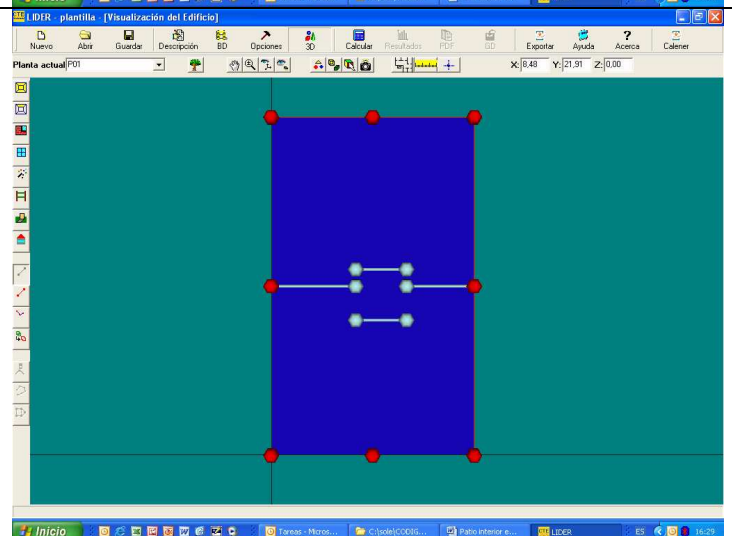 LIDER - plantilla - [Visualización del Edificio]
Nuevo Abrir Guardar Descripción BD Opciones 3D Calcular Resultados PDF GD Exportar Ayuda Acerca Calener
Planta actual P01 X: 8,48 Y: 21,91 Z: 0,00
Inicio Tareas - Micros... C:\sole\CODIG... Patio interior e... LIDER ES 16:29